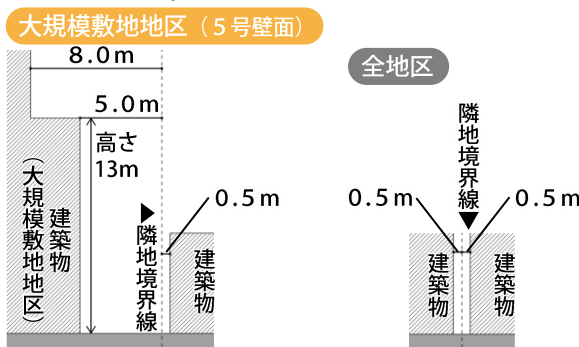 大規模敷地地区（５号壁面）
8.0m
5.0m
高さ
13m
0.5m
隣地境界線
建築物
（大規模敷地地区）
建築物
全地区
隣地境界線
0.5m
0.5m
建築物
建築物